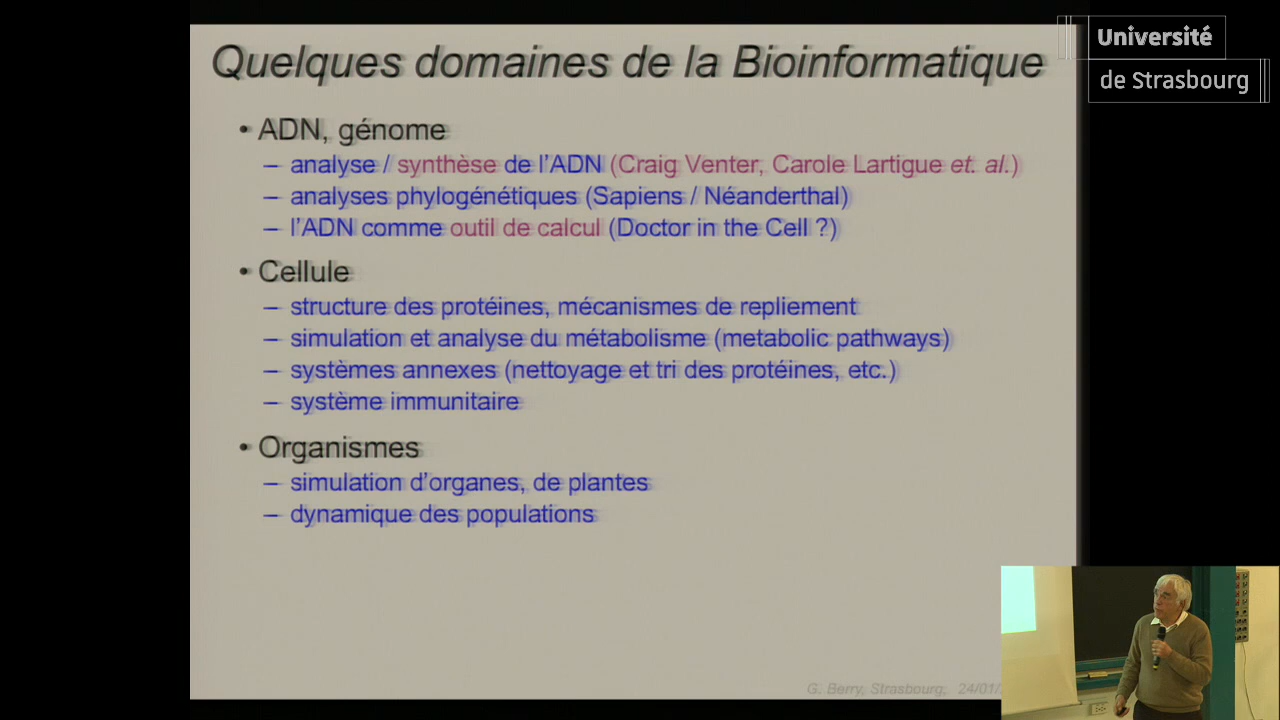 Quelques domaines de la Bioinformatique
Université
de Strasbourg
• ADN, génome
– analyse / synthèse de l'ADN (Craig Venter, Carole Lartigue et. al.)
– analyses phylogénétiques (Sapiens / Néanderthal)
– l'ADN comme outil de calcul (Doctor in the Cell ?)
• Cellule
– structure des protéines, mécanismes de repliement
– simulation et analyse du métabolisme (metabolic pathways)
– systèmes annexes (nettoyage et tri des protéines, etc.)
– système immunitaire
• Organismes
– simulation d'organes, de plantes
– dynamique des populations
G. Berry, Strasbourg, 24/01/